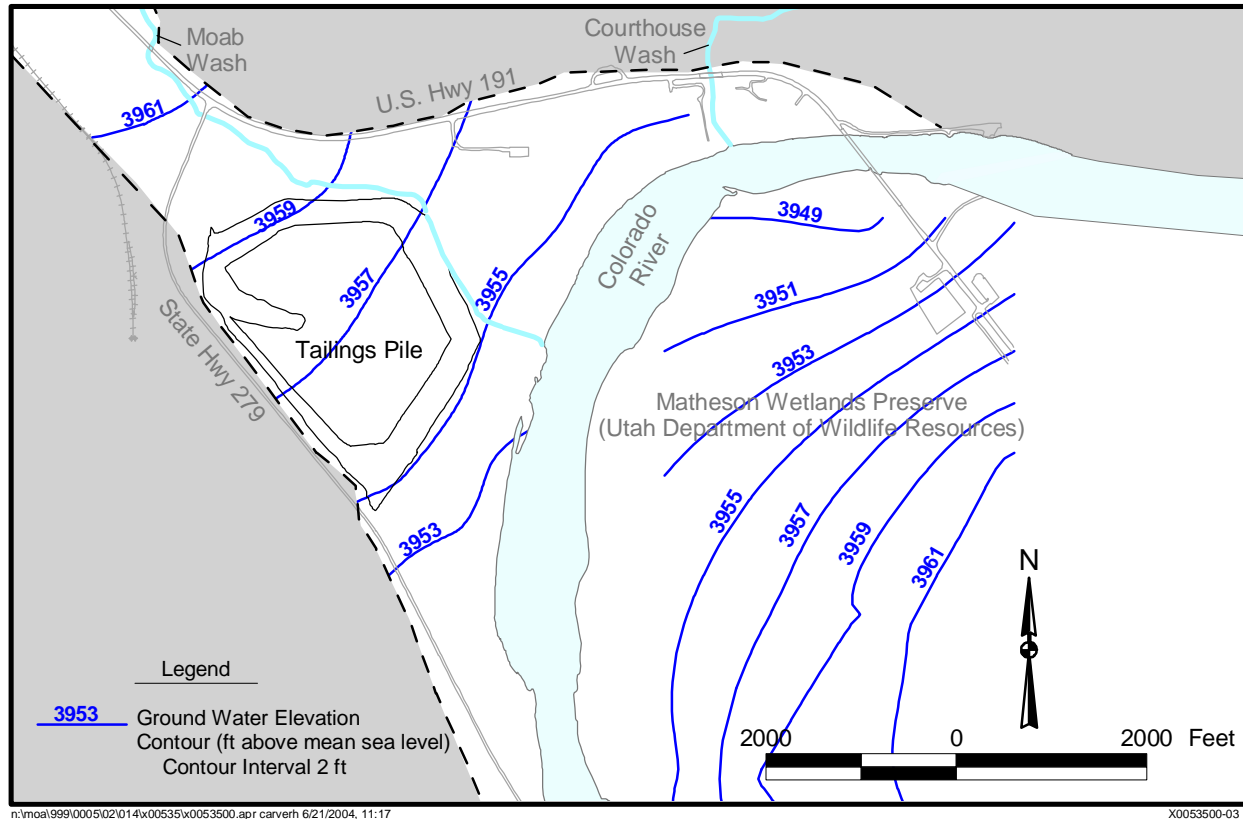 Moab
Wash
Courthouse
Wash
U.S. Hwy 191
3961
3959
3957
3955
Colorado
River
3949
3951
3953
Tailings Pile
State Hwy 279
Matheson Wetlands Preserve
(Utah Department of Wildlife Resources)
3953
3955
3957
3959
3961
N
Legend
3953
Ground Water Elevation
Contour (ft above mean sea level)
Contour Interval 2 ft
2000
0
2000 Feet
n:\moa\999\0005\02\014\x00535\x0053500.apr carverh 6/21/2004, 11:17
X0053500-03